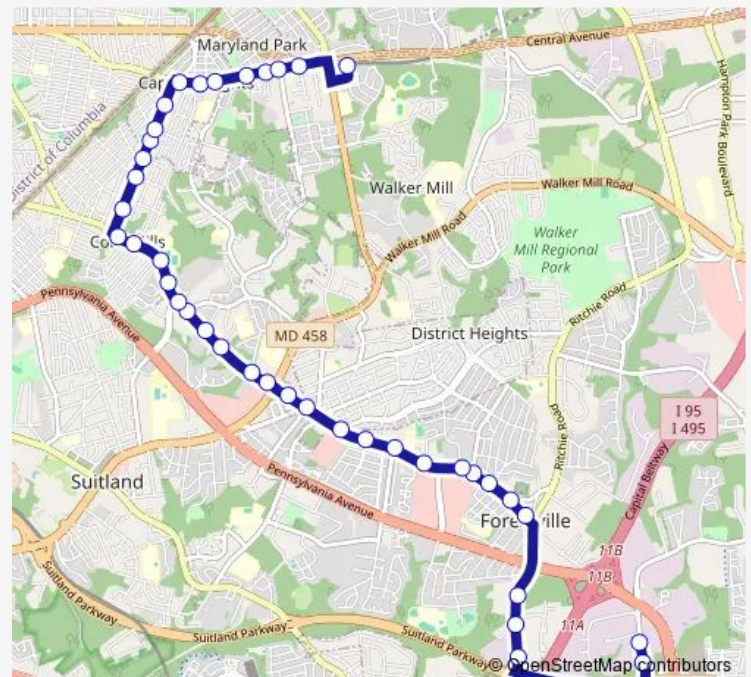 Maryland Park
Central Avenue
Hampton Park Boulevard
District of Columbia
Walker Mill
Walker Mill Road
Walker
Mill Regional
Park
Walker Mill Road
Ritchie Road
Pennsylvania Avenue
MD 458
District Heights
I 95
I 495
Ritchie Road
Capital Beltway
Suitland
Pennsylvania Avenue
11B
11B
11A
Suitland Parkway
Suitland Parkway
Suitland Parkway
© OpenStreetMap contributors